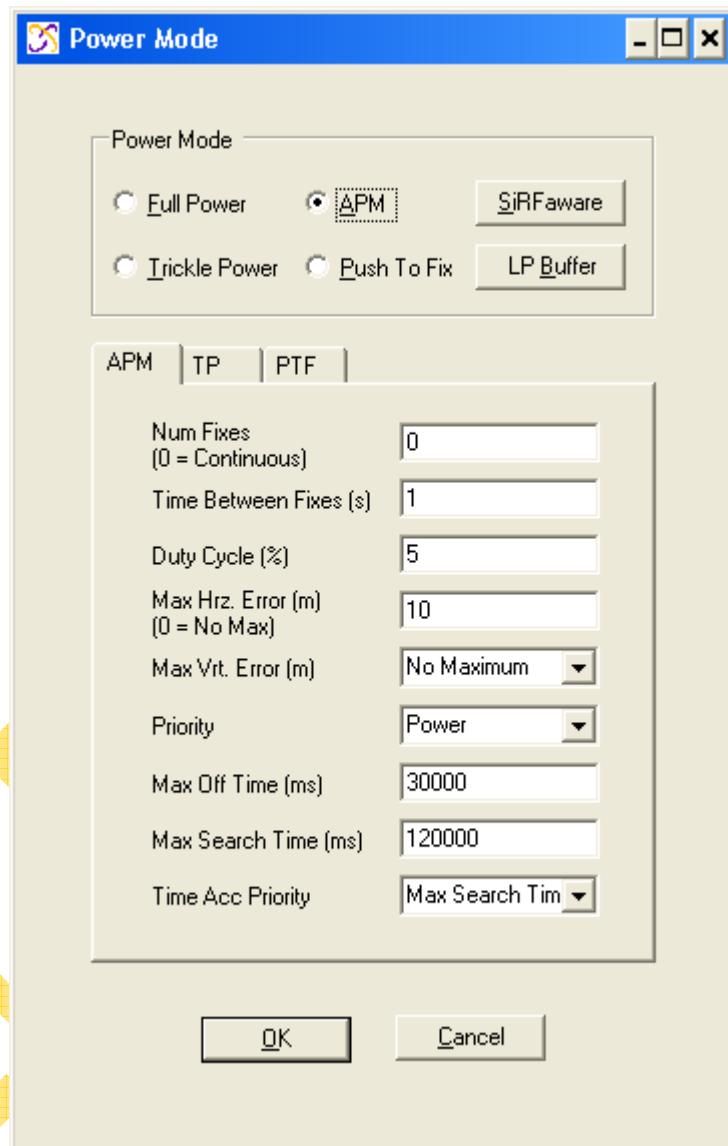 Power Mode
Power Mode
Full Power
APM
SiRFaware
Trickle Power
Push To Fix
LP Buffer
APM
TP
PTF
Num Fixes
(0 = Continuous)
0
Time Between Fixes (s)
1
Duty Cycle (%)
5
Max Hrz. Error (m)
(0 = No Max)
10
Max Vrt. Error (m)
No Maximum
Priority
Power
Max Off Time (ms)
30000
Max Search Time (ms)
120000
Time Acc Priority
Max Search Tim
OK
Cancel